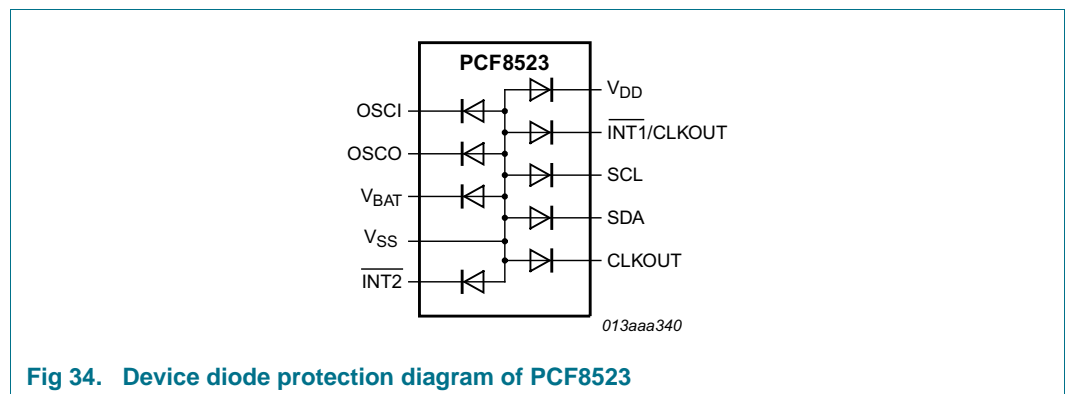 PCF8523
OSCI
OSCO
VBAT
VSS
INT2
VDD
INT1/CLKOUT
SCL
SDA
CLKOUT
013aaa340
Fig 34. Device diode protection diagram of PCF8523